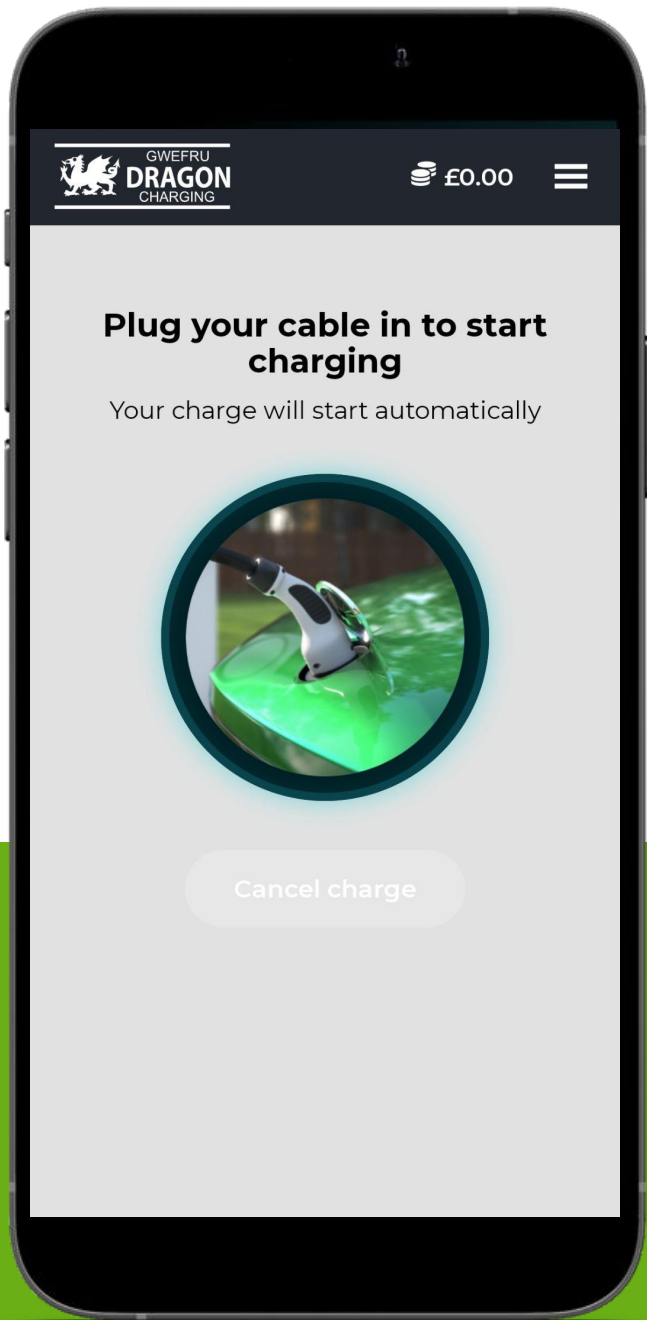 GWEFRU
DRAGON
CHARGING
£0.00
Plug your cable in to start
charging
Your charge will start automatically
Cancel charge